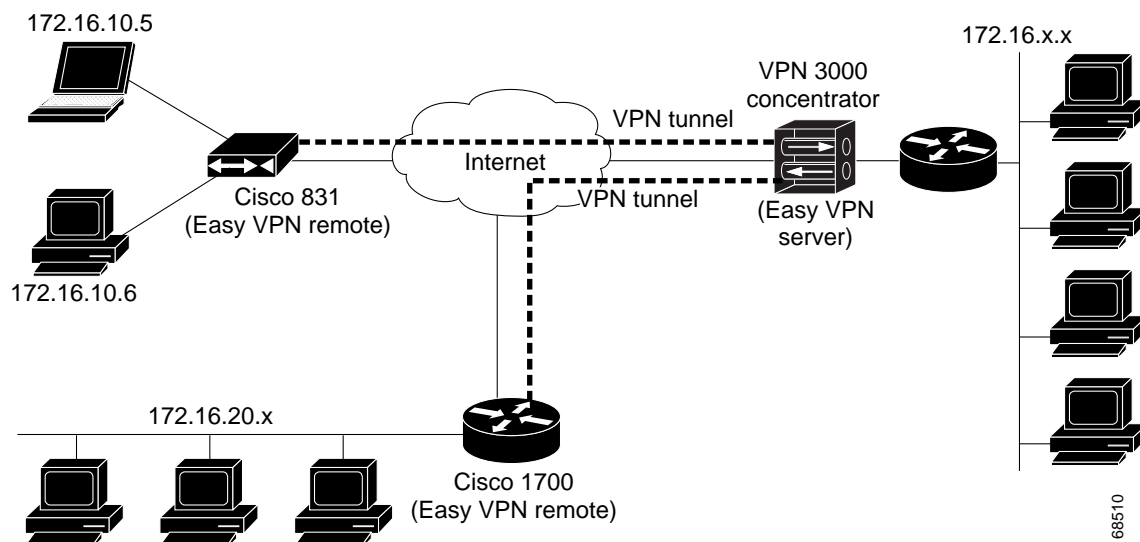 172.16.10.5
172.16.x.x
VPN 3000
concentrator
VPN tunnel
Internet
VPN tunnel
Cisco 831
(Easy VPN remote)
(Easy VPN
server)
172.16.10.6
172.16.20.x
Cisco 1700
(Easy VPN remote)
68510